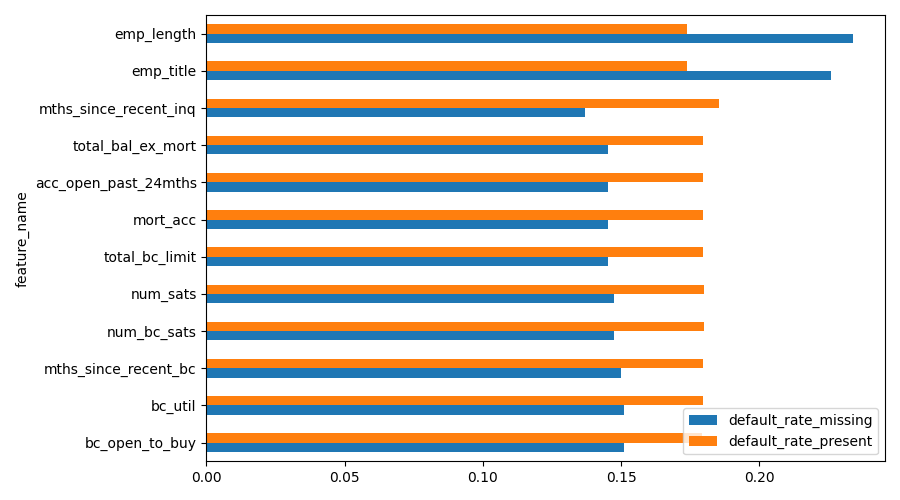 emp_length
emp_title
mths_since_recent_inq
total_bal_ex_mort
acc_open_past_24mths
mort_acc
total_bc_limit
num_sats
num_bc_sats
mths_since_recent_bc
bc_util
bc_open_to_buy
feature_name
default_rate_missing
default_rate_present
0.00 0.05 0.10 0.15 0.20